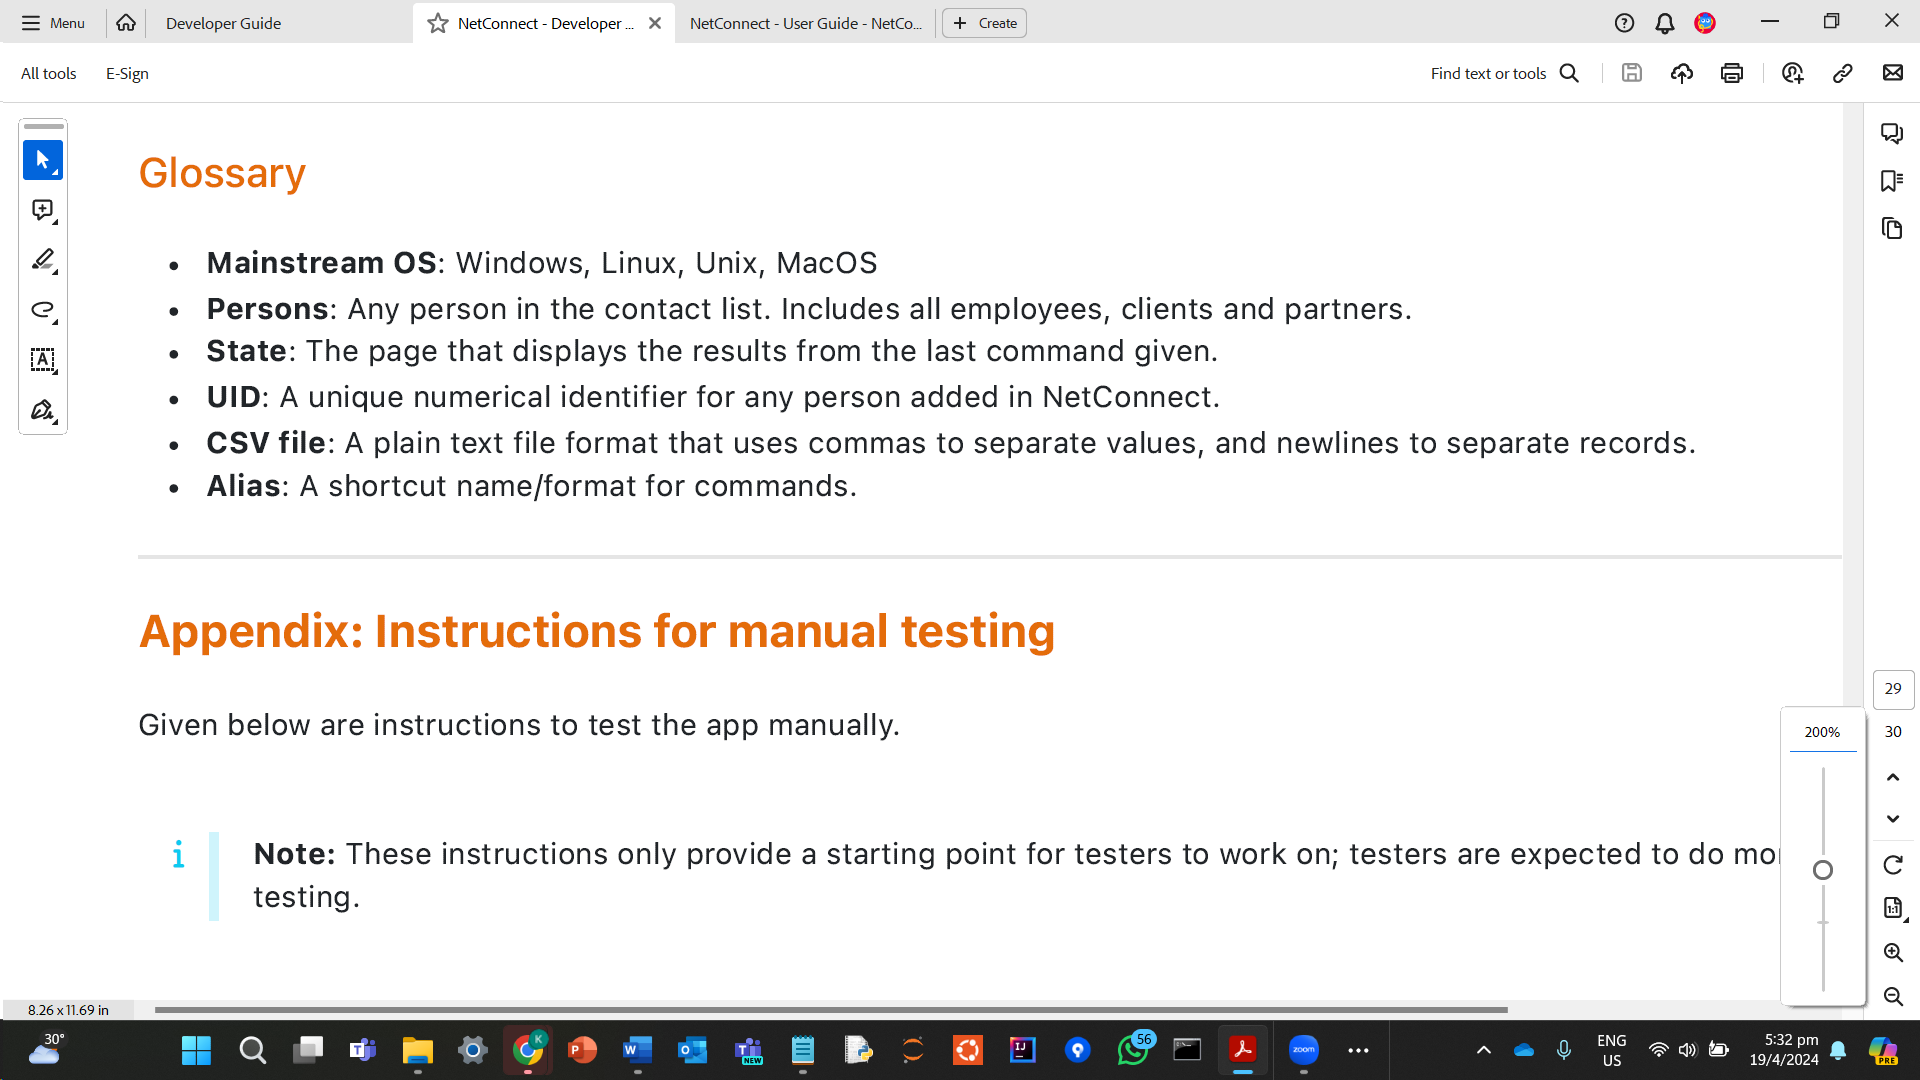 Menu
Developer Guide
NetConnect - Developer ...
NetConnect - User Guide - NetCo...
Create
All tools
E-Sign
Find text or tools
Glossary
• Mainstream OS: Windows, Linux, Unix, MacOS
• Persons: Any person in the contact list. Includes all employees, clients and partners.
• State: The page that displays the results from the last command given.
• UID: A unique numerical identifier for any person added in NetConnect.
• CSV file: A plain text file format that uses commas to separate values, and newlines to separate records.
• Alias: A shortcut name/format for commands.
Appendix: Instructions for manual testing
Given below are instructions to test the app manually.
Note: These instructions only provide a starting point for testers to work on; testers are expected to do
testing.
29
30
200%
8.26 x 11.69 in
30°
K
NEW
56
zoom
ENG
US
5:32 pm
19/4/2024
PRE